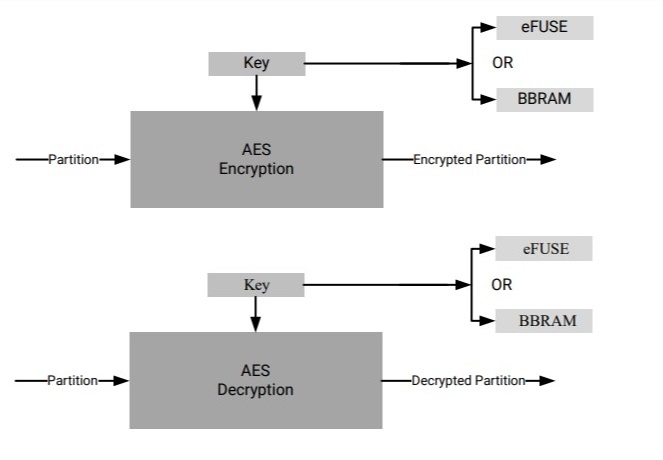 eFUSE
Key
OR
BBRAM
AES
Encryption
Partition
Encrypted Partition
eFUSE
Key
OR
BBRAM
AES
Decryption
Partition
Decrypted Partition